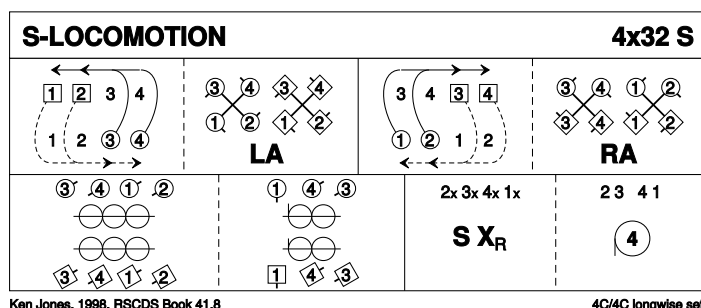 S-LOCOMOTION 4x32 S
1 2 3 4
1 2 3 4
3 4 3 4
1 2 1 2
LA
3 4 3 4
1 2 1 2
3 4 1 2
3 4 1 2
RA
3 4 1 2
3 4 1 2
1 4 3
1 4 3
2x 3x 4x 1x
S XR
2 3 4 1
4
Ken Jones, 1998, RSCDS Book 41.8 4C/4C longwise set